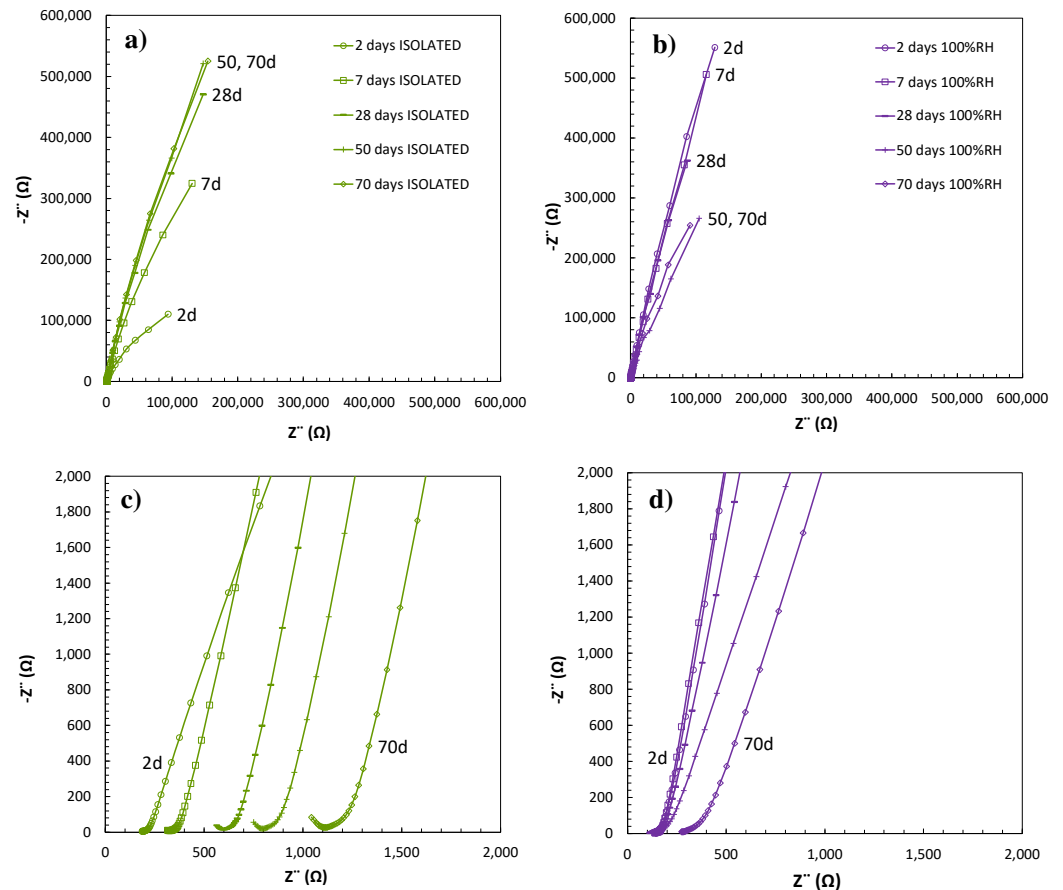 a)
600,000
500,000
400,000
300,000
200,000
100,000
0
-Z¨ (Ω)
50, 70d
28d
7d
2d
2 days ISOLATED
7 days ISOLATED
28 days ISOLATED
50 days ISOLATED
70 days ISOLATED
0 100,000 200,000 300,000 400,000 500,000 600,000
Z¨ (Ω)
b)
600,000
500,000
400,000
300,000
200,000
100,000
0
-Z¨ (Ω)
2d
7d
28d
50, 70d
2 days 100%RH
7 days 100%RH
28 days 100%RH
50 days 100%RH
70 days 100%RH
0 100,000 200,000 300,000 400,000 500,000 600,000
Z¨ (Ω)
c)
2,000
1,800
1,600
1,400
1,200
1,000
800
600
400
200
0
-Z¨ (Ω)
2d
70d
0 500 1,000 1,500 2,000
Z¨ (Ω)
d)
2,000
1,800
1,600
1,400
1,200
1,000
800
600
400
200
0
-Z¨ (Ω)
2d
70d
0 500 1,000 1,500 2,000
Z¨ (Ω)